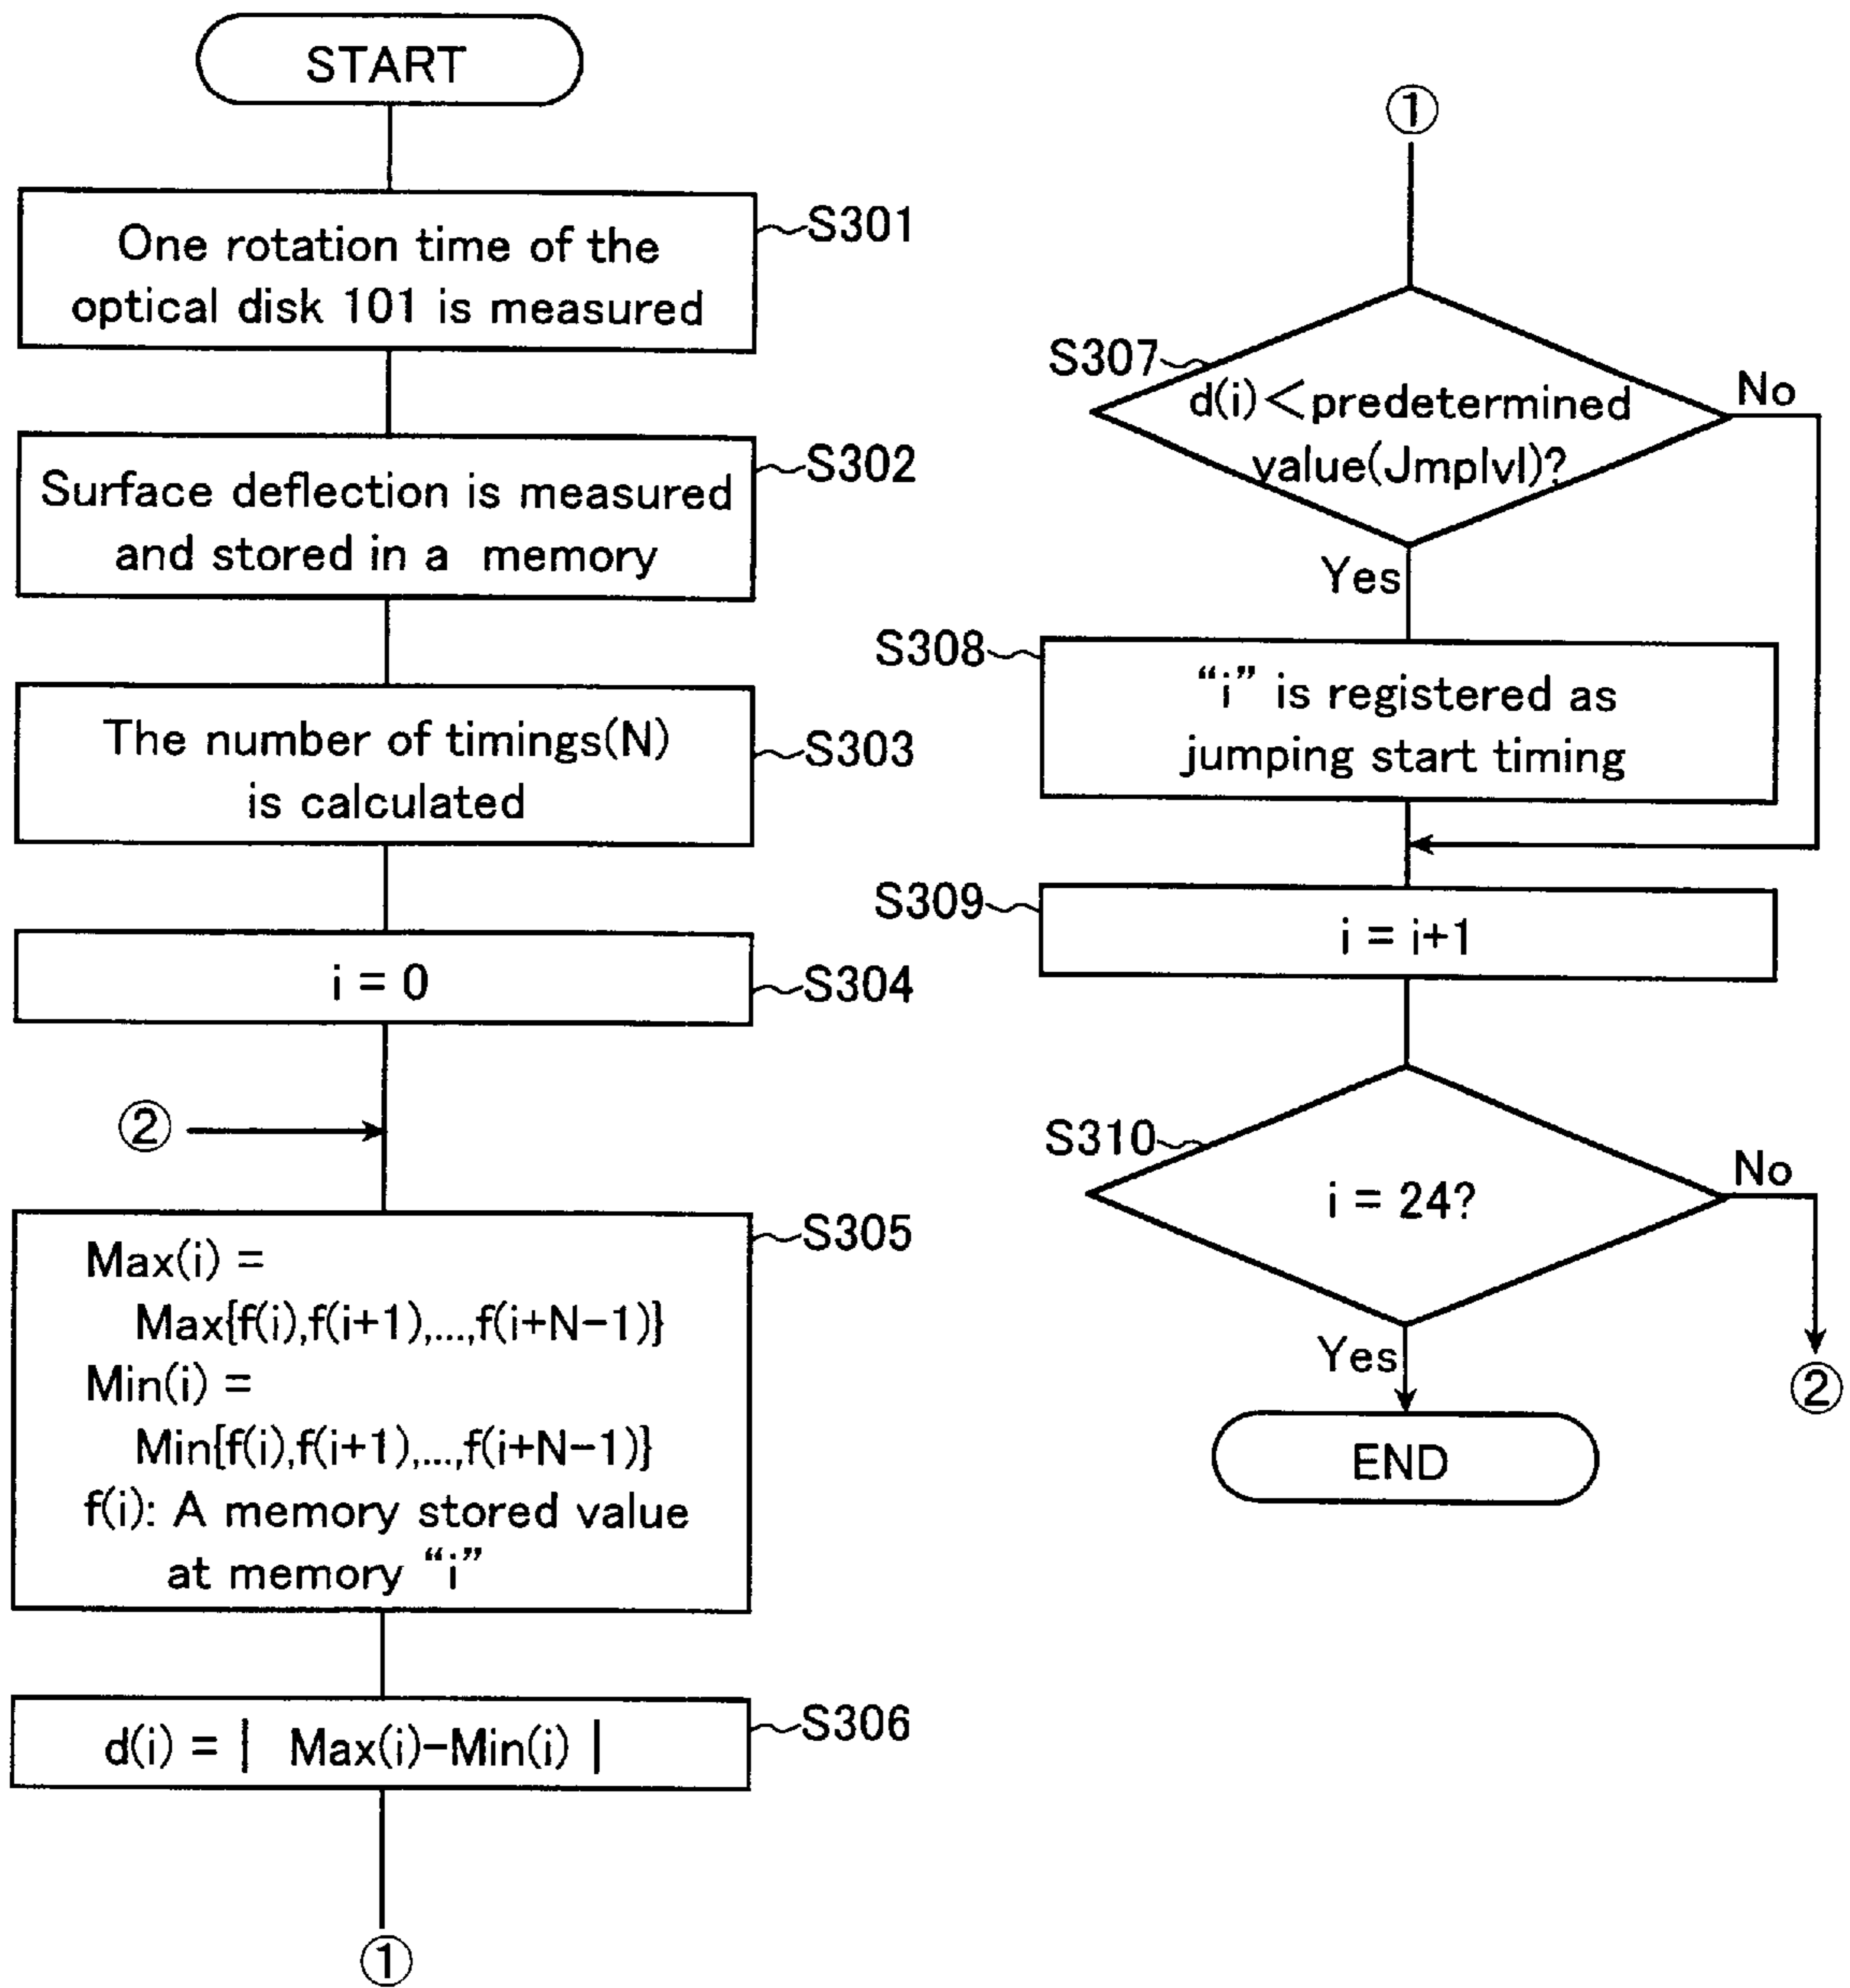 START
One rotation time of the
optical disk 101 is measured
S301
Surface deflection is measured
and stored in a memory
S302
The number of timings(N)
is calculated
S303
i = 0
S304
②
Max(i) =
Max{f(i),f(i+1),...,f(i+N-1)}
Min(i) =
Min{f(i),f(i+1),...,f(i+N-1)}
f(i): A memory stored value
at memory “i”
S305
d(i) = | Max(i)-Min(i) |
S306
①
①
S307
d(i)<predetermined
value(Jmplvl)?
No
Yes
S308
“i” is registered as
jumping start timing
S309
i = i+1
S310
i = 24?
No
Yes
②
END